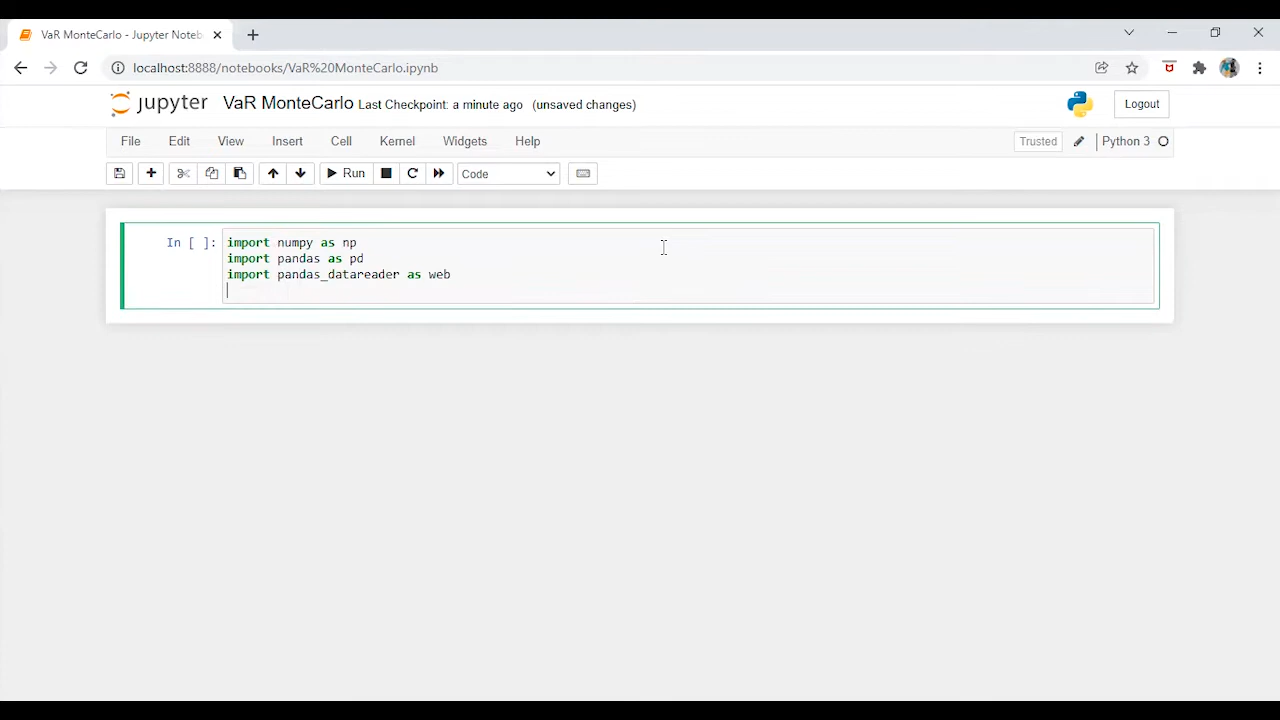 VaR MonteCarlo - Jupyter Noteb
localhost:8888/notebooks/VaR%20MonteCarlo.ipynb
jupyter VaR MonteCarlo Last Checkpoint: a minute ago (unsaved changes) Logout
File Edit View Insert Cell Kernel Widgets Help Trusted Python 3
Run Code
In [ ]: import numpy as np
import pandas as pd
import pandas_datareader as web